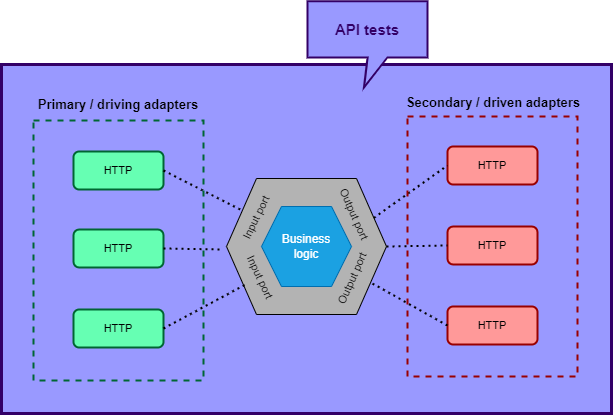 API tests
Primary / driving adapters
Secondary / driven adapters
HTTP
HTTP
HTTP
Input port
Input port
Business
logic
Output port
Output port
HTTP
HTTP
HTTP